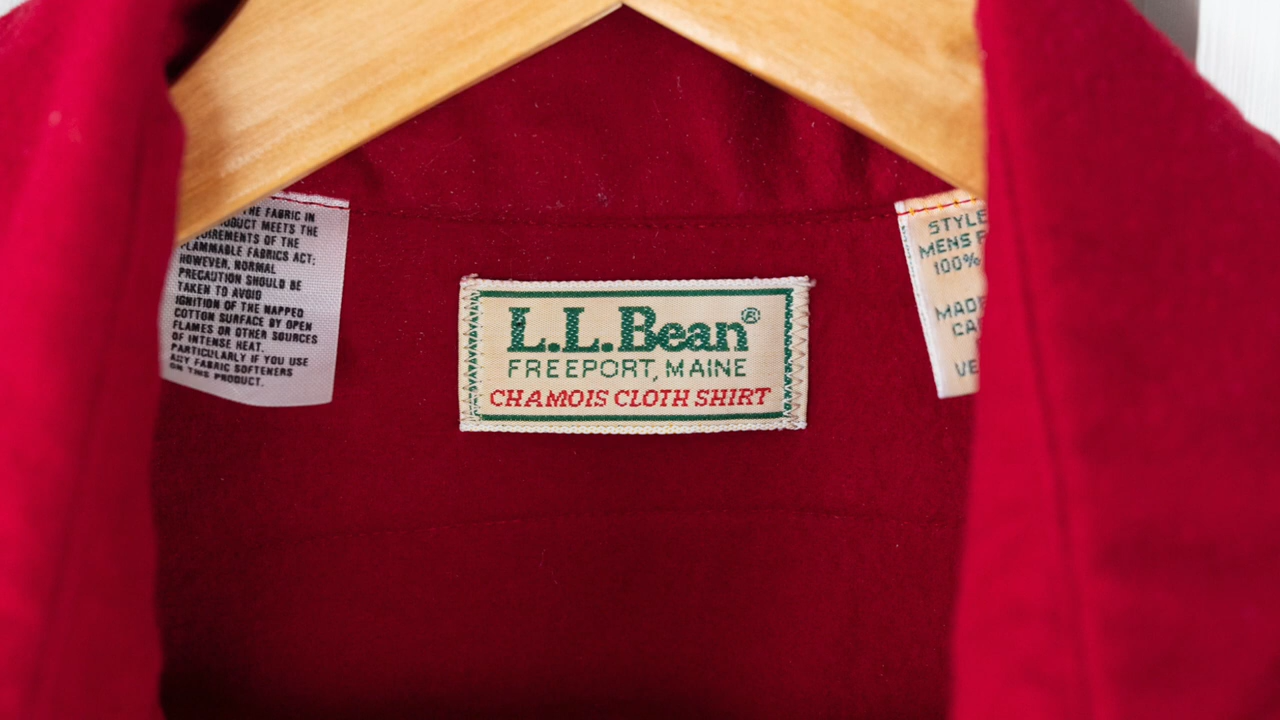 THE FABRIC IN
PRODUCT MEETS THE
REQUIREMENTS OF THE
FLAMMABLE FABRICS ACT;
HOWEVER, NORMAL
PRECAUTION SHOULD BE
TAKEN TO AVOID
IGNITION OF THE NAPPED
COTTON SURFACE BY OPEN
FLAMES OR OTHER SOURCES
OF INTENSE HEAT.
PARTICULARLY IF YOU USE
ANY FABRIC SOFTENERS
ON THIS PRODUCT.
L.L.Bean®
FREEPORT, MAINE
CHAMOIS CLOTH SHIRT
STYLE
MENS
100%